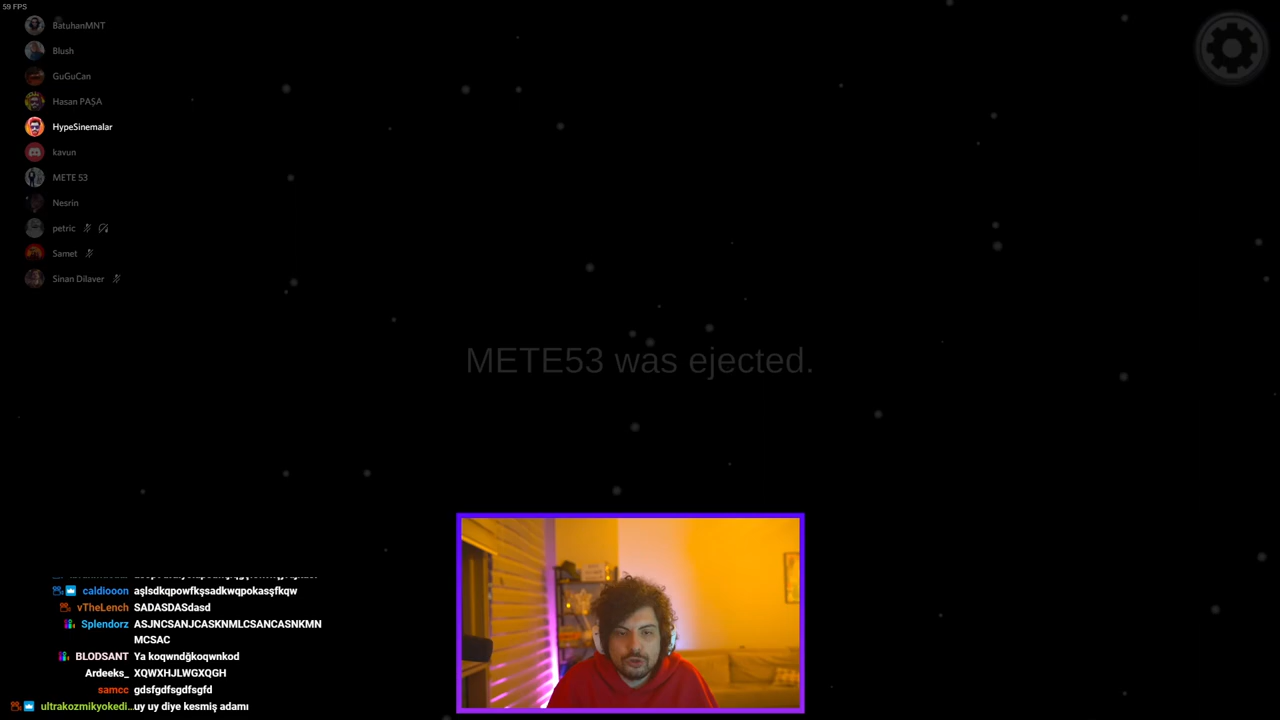 59 FPS
BatuhanMNT
Blush
GuGuCan
Hasan PAŞA
HypeSinemalar
kavun
METE 53
Nesrin
petric
Samet
Sinan Dilaver
METE53 was ejected.
caldiooon aşlsdkqpowfkşsadkwqpokasşfkqw
vTheLench SADASDASdasd
Splendorz ASJNCSANJCASKNMLCSANCASNKMN
MCSAC
BLODSANT Ya koqwndğkoqwnkod
Ardeeks_ XQWXHJLWGXQGH
samcc gdsfgdfsgdfsgfd
ultrakozmikyokedi... uy uy diye kesmiş adamı